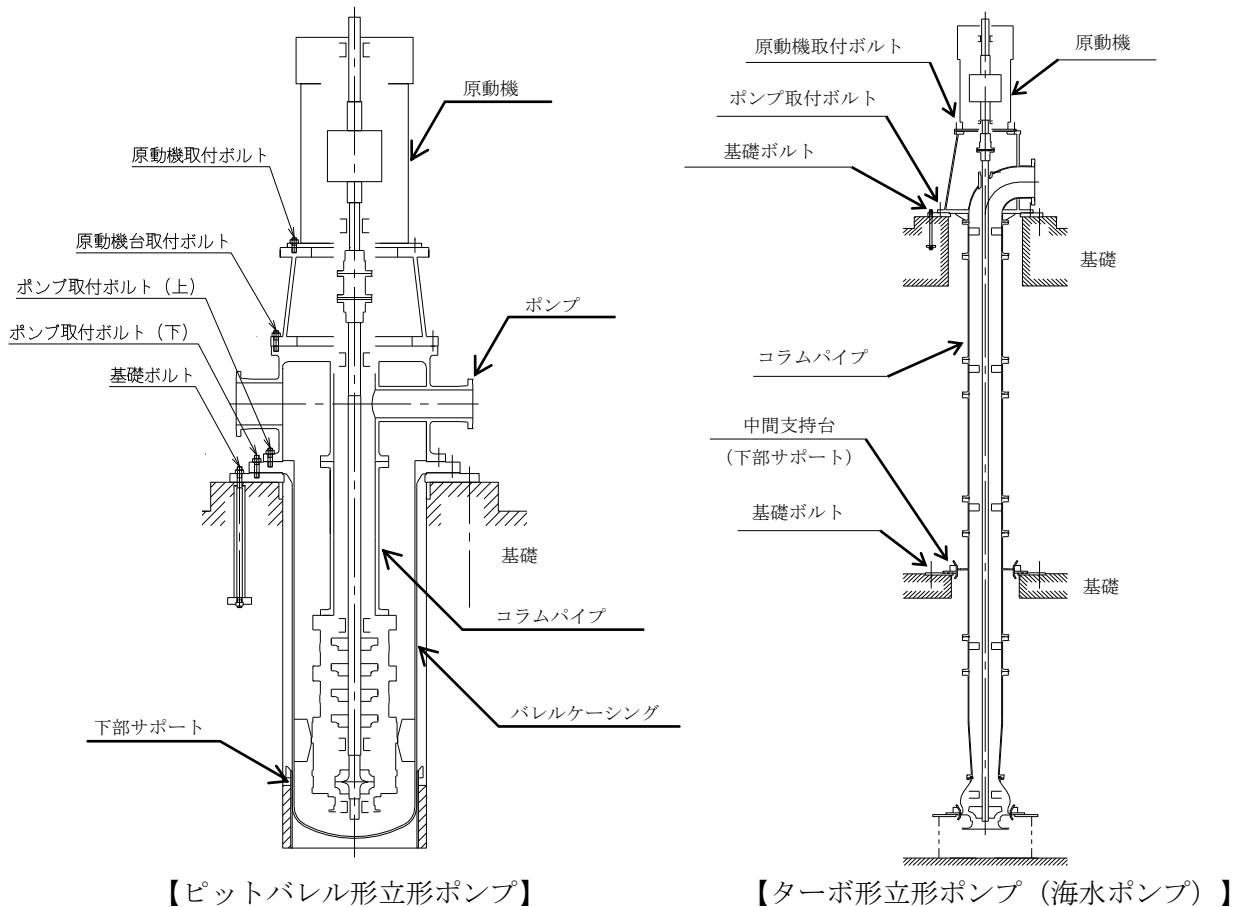 原動機
原動機取付ボルト
原動機台取付ボルト
ポンプ取付ボルト（上）
ポンプ取付ボルト（下）
基礎ボルト
ポンプ
基礎
コラムパイプ
バレルケーシング
下部サポート
【ピットバレル形立形ポンプ】
原動機取付ボルト
原動機
ポンプ取付ボルト
基礎ボルト
基礎
コラムパイプ
中間支持台
（下部サポート）
基礎ボルト
基礎
【ターボ形立形ポンプ（海水ポンプ）】